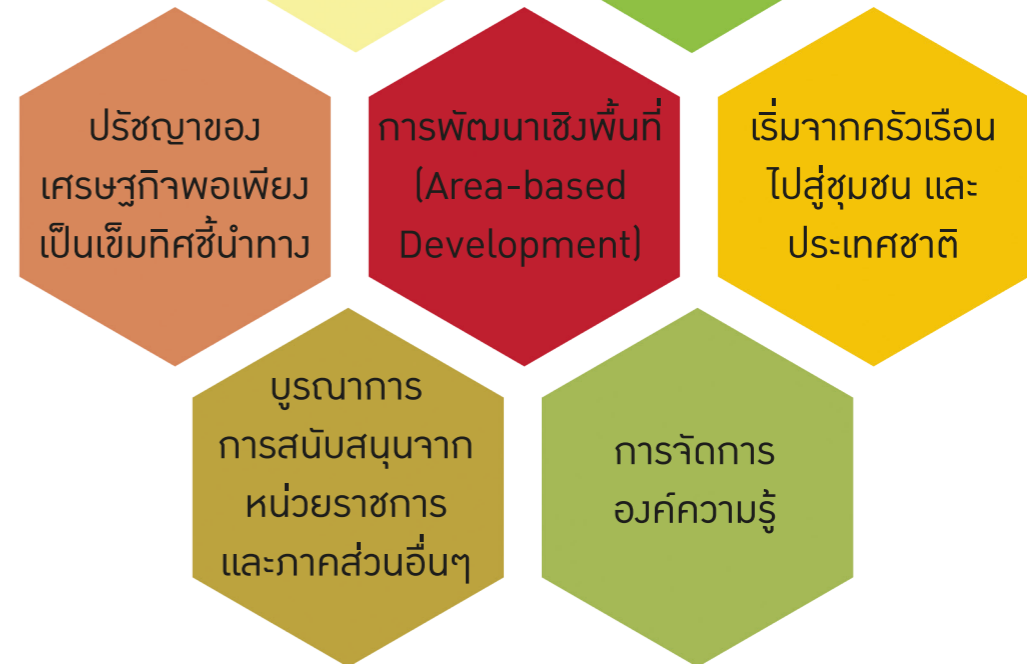 ปรัชญาของ
เศรษฐกิจพอเพียง
เป็นเข็มทิศชี้นำทาง
การพัฒนาเชิงพื้นที่
(Area-based
Development)
เริ่มจากครัวเรือน
ไปสู่ชุมชน และ
ประเทศชาติ
บูรณาการ
การสนับสนุนจาก
หน่วยราชการ
และภาคส่วนอื่นๆ
การจัดการ
องค์ความรู้